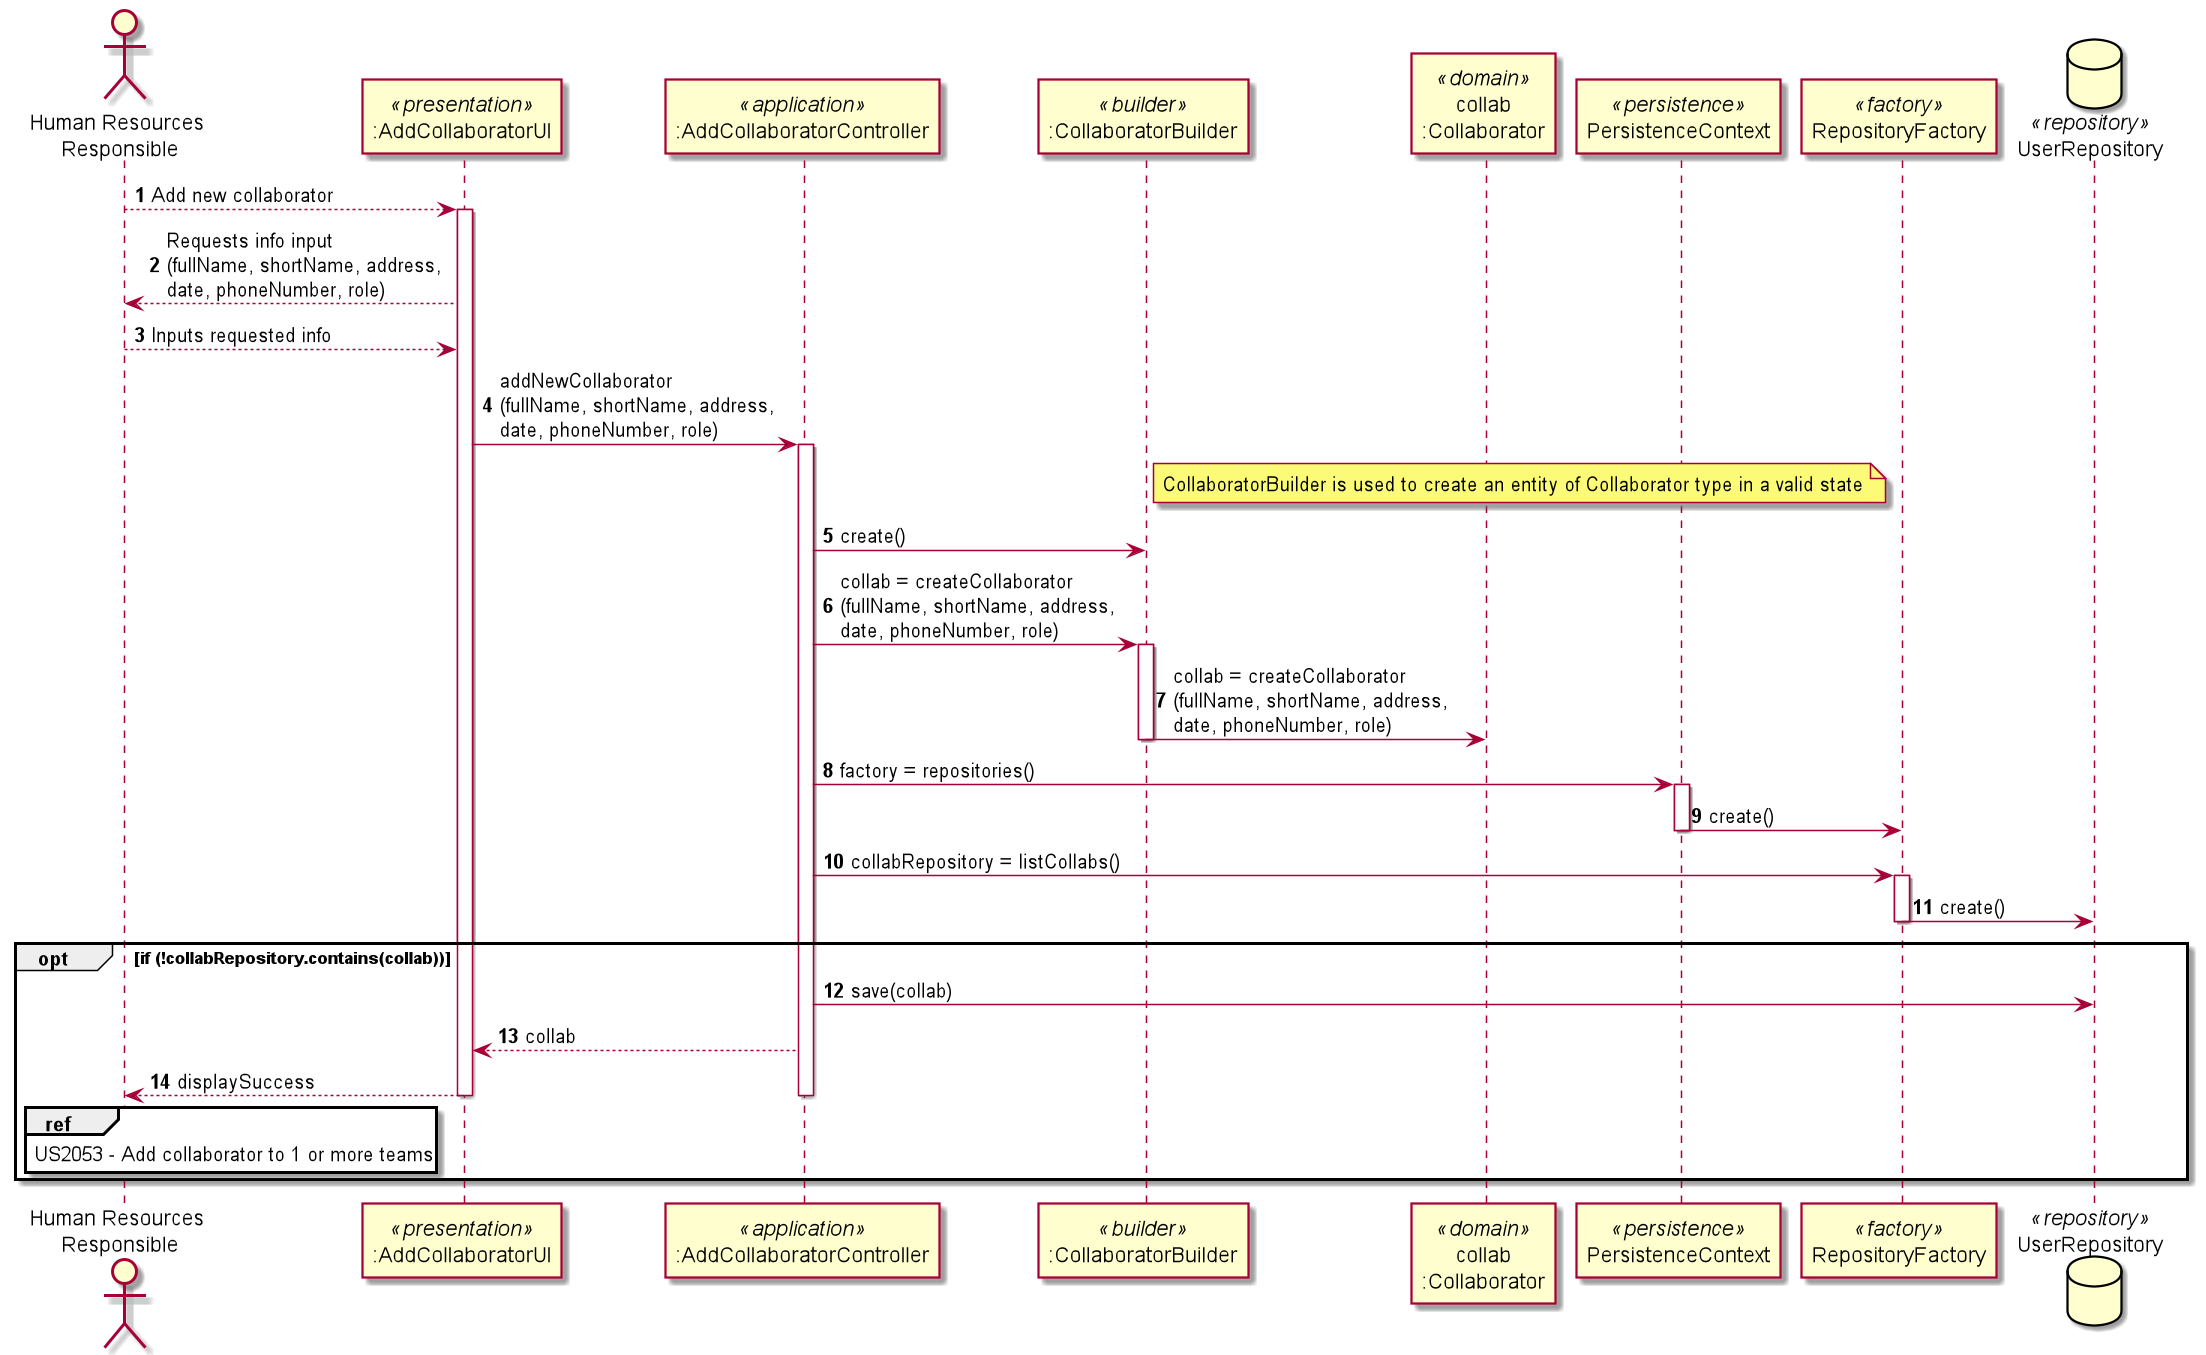 Human Resources
Responsible
«presentation»
:AddCollaboratorUI
«application»
:AddCollaboratorController
«builder»
:CollaboratorBuilder
«domain»
collab
:Collaborator
«persistence»
PersistenceContext
«factory»
RepositoryFactory
«repository»
UserRepository
1 Add new collaborator
Requests info input
2 (fullName, shortName, address,
date, phoneNumber, role)
3 Inputs requested info
addNewCollaborator
4 (fullName, shortName, address,
date, phoneNumber, role)
CollaboratorBuilder is used to create an entity of Collaborator type in a valid state
5 create()
collab = createCollaborator
6 (fullName, shortName, address,
date, phoneNumber, role)
collab = createCollaborator
7 (fullName, shortName, address,
date, phoneNumber, role)
8 factory = repositories()
9 create()
10 collabRepository = listCollabs()
11 create()
opt [if (!collabRepository.contains(collab))]
12 save(collab)
13 collab
14 displaySuccess
ref
US2053 - Add collaborator to 1 or more teams
Human Resources
Responsible
«presentation»
:AddCollaboratorUI
«application»
:AddCollaboratorController
«builder»
:CollaboratorBuilder
«domain»
collab
:Collaborator
«persistence»
PersistenceContext
«factory»
RepositoryFactory
«repository»
UserRepository